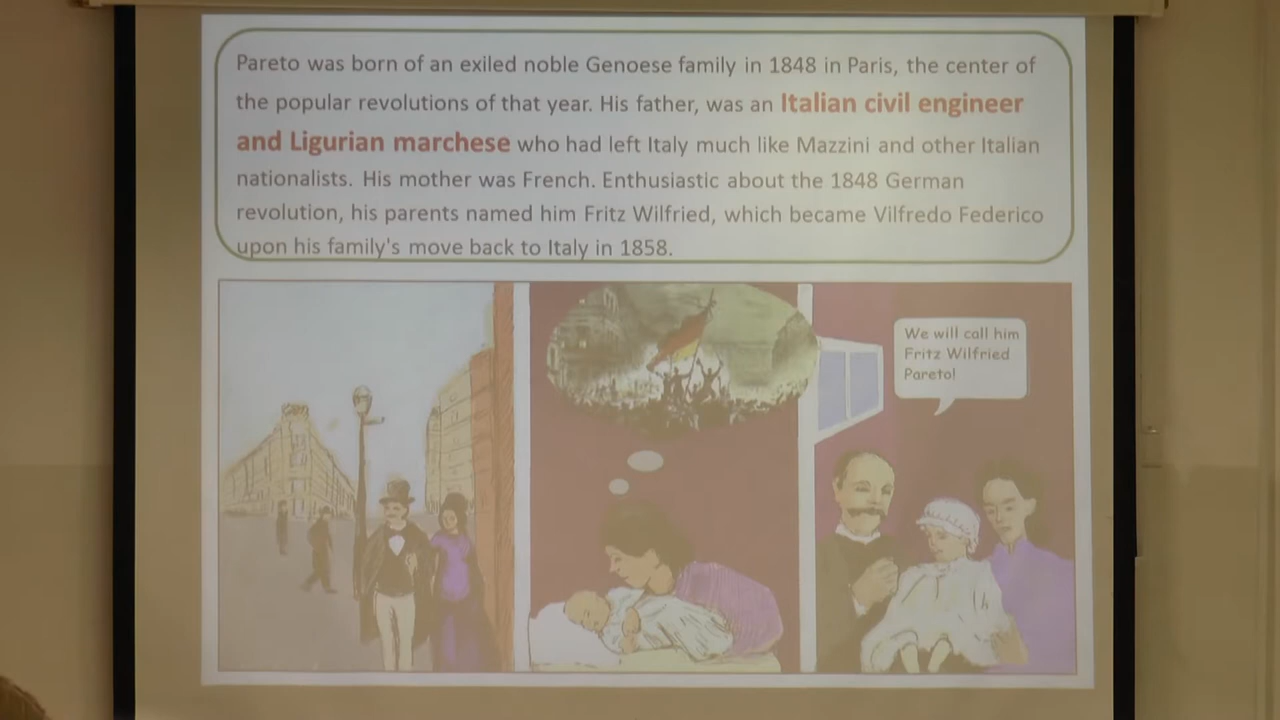 Pareto was born of an exiled noble Genoese family in 1848 in Paris, the center of
the popular revolutions of that year. His father, was an Italian civil engineer
and Ligurian marchese who had left Italy much like Mazzini and other Italian
nationalists. His mother was French. Enthusiastic about the 1848 German
revolution, his parents named him Fritz Wilfried, which became Vilfredo Federico
upon his family's move back to Italy in 1858.
We will call him
Fritz Wilfried
Pareto!